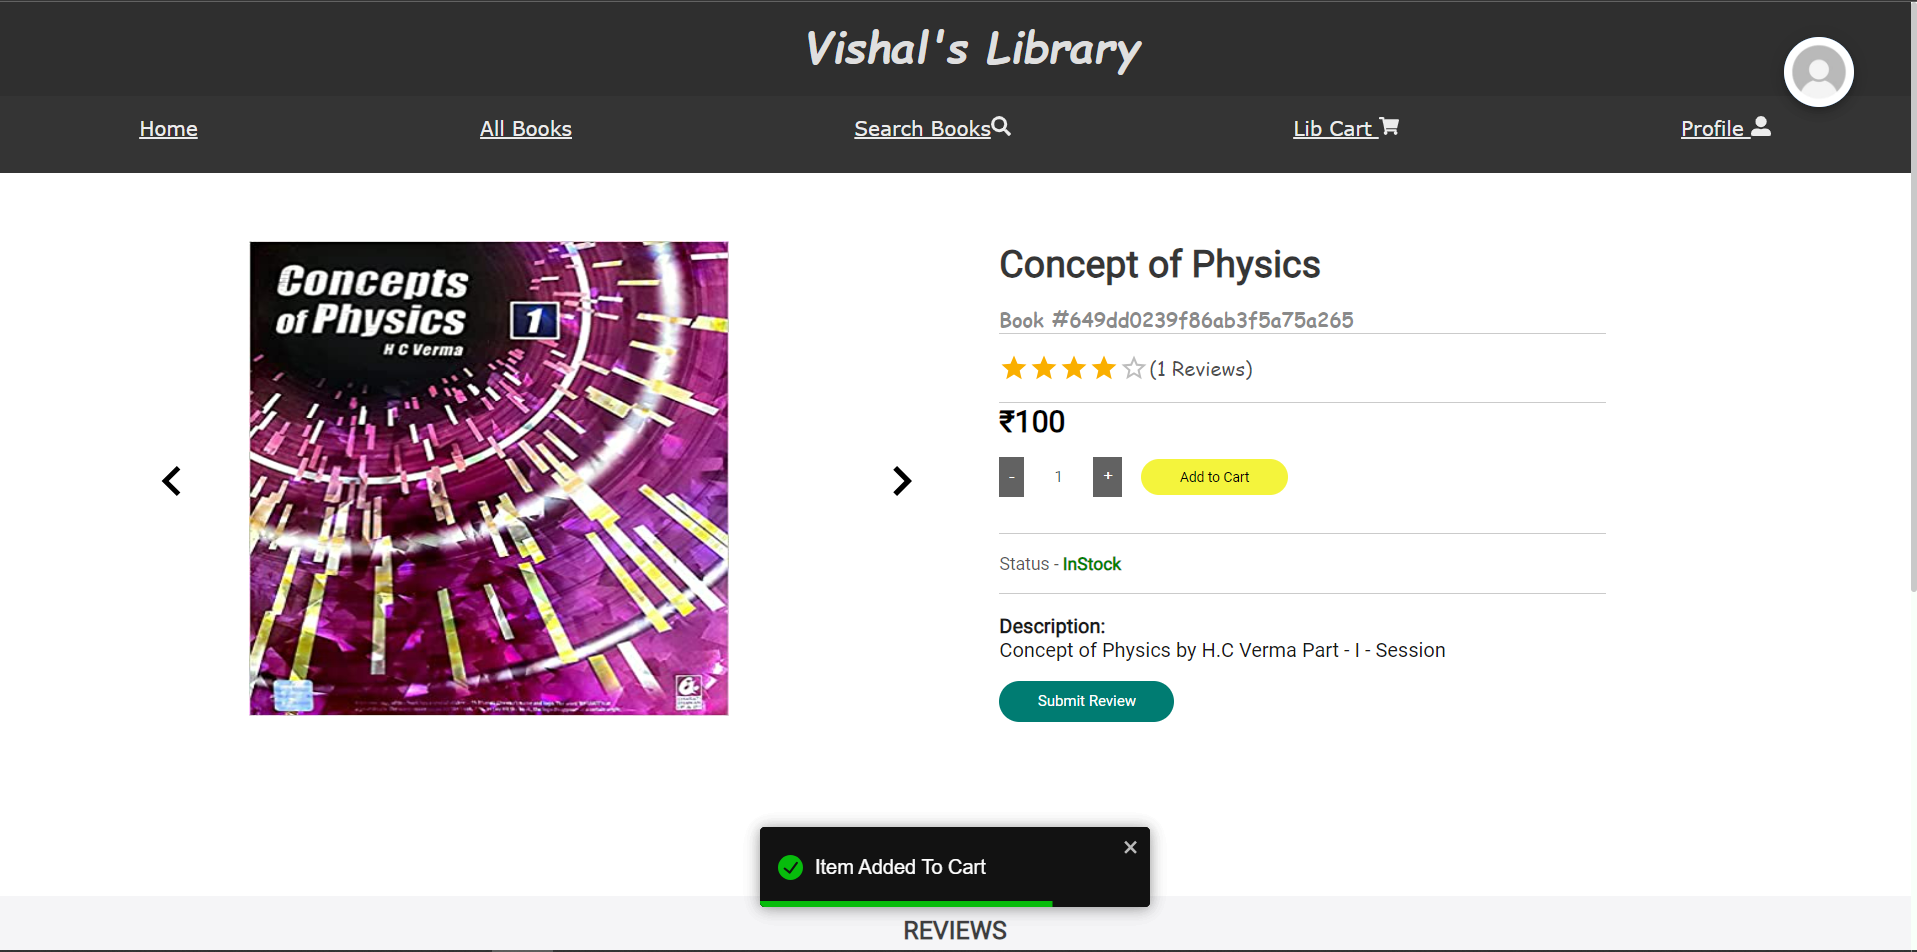 Vishal's Library
Home
All Books
Search Books
Lib Cart
Profile
Concepts
of Physics
1
H C Verma
Concept of Physics
Book #649dd0239f86ab3f5a75a265
(1 Reviews)
₹100
-
1
+
Add to Cart
Status - InStock
Description:
Concept of Physics by H.C Verma Part - I - Session
Submit Review
Item Added To Cart
REVIEWS